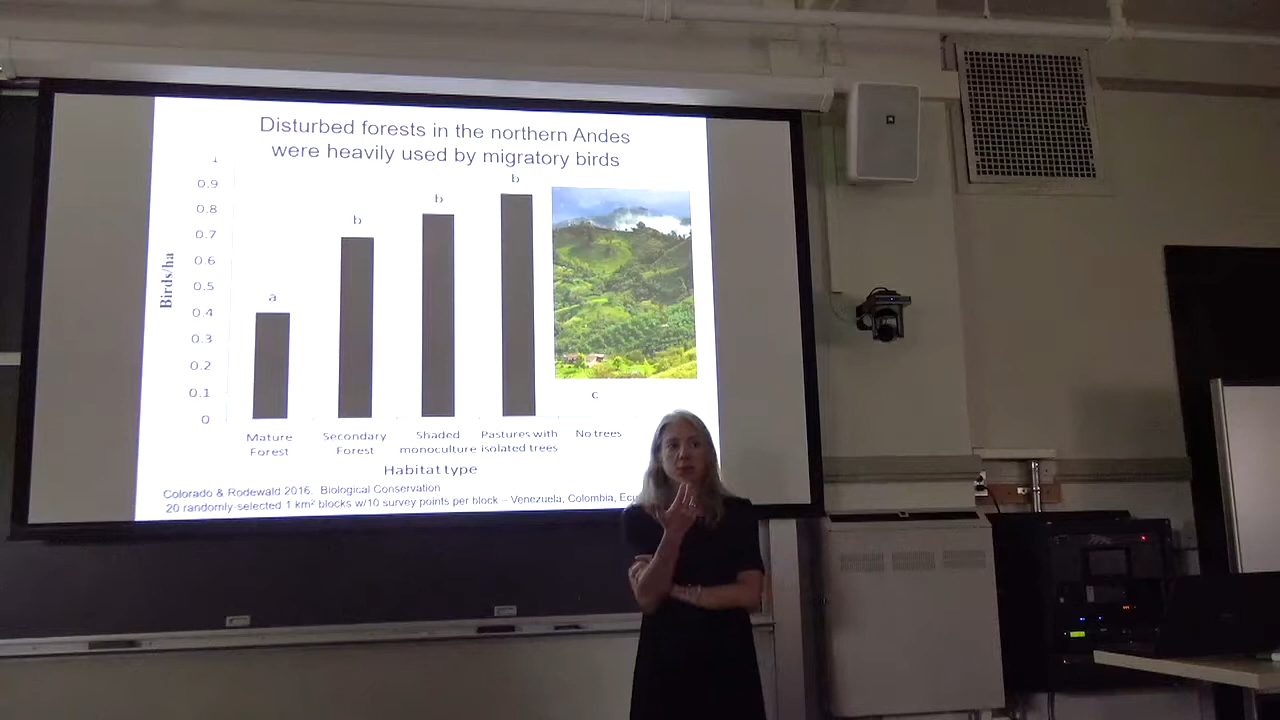 Disturbed forests in the northern Andes
were heavily used by migratory birds
1
0.9
0.8
0.7
0.6
0.5
0.4
0.3
0.2
0.1
0
Birds/ha
a
b
b
b
c
Mature
Forest
Secondary
Forest
Shaded
monoculture
Pastures with
isolated trees
No trees
Habitat type
Colorado & Rodewald 2016. Biological Conservation
20 randomly-selected 1 km² blocks w/10 survey points per block – Venezuela, Colombia,